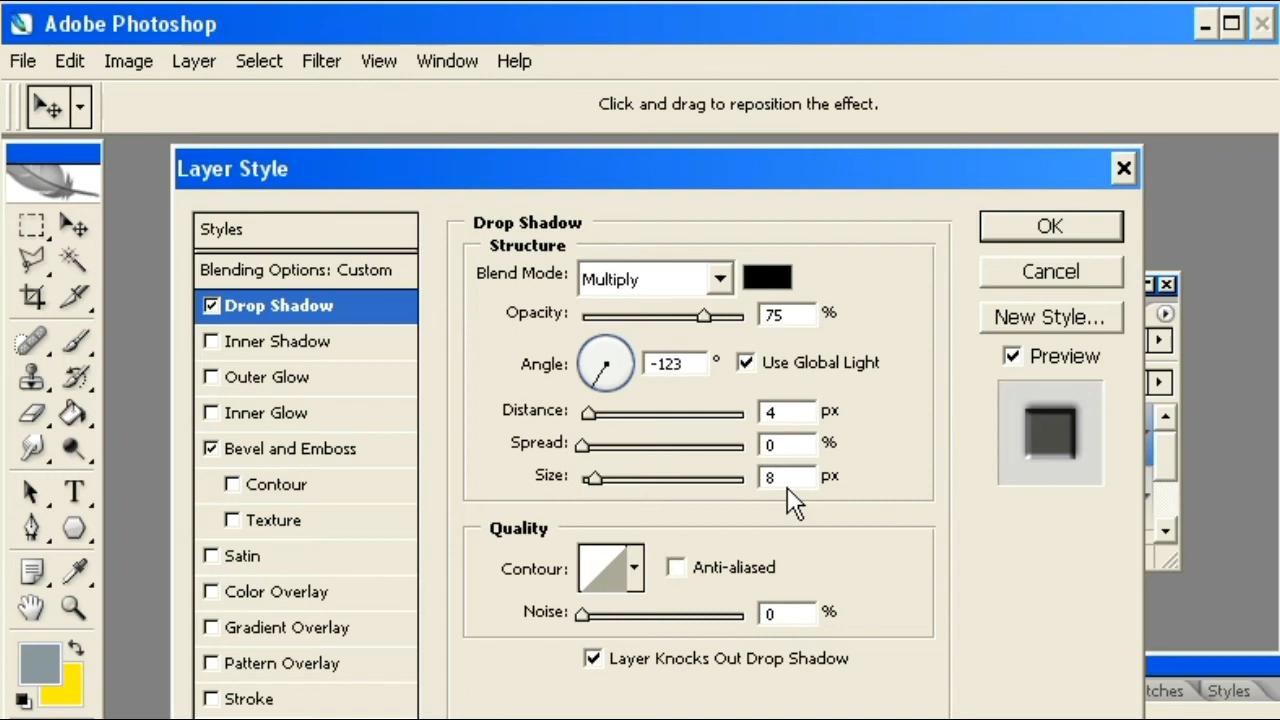 Adobe Photoshop
File Edit Image Layer Select Filter View Window Help
Click and drag to reposition the effect.
Layer Style
Styles
Blending Options: Custom
Drop Shadow
Inner Shadow
Outer Glow
Inner Glow
Bevel and Emboss
Contour
Texture
Satin
Color Overlay
Gradient Overlay
Pattern Overlay
Stroke
Drop Shadow
Structure
Blend Mode: Multiply
Opacity: 75 %
Angle: -123 ° Use Global Light
Distance: 4 px
Spread: 0 %
Size: 8 px
Quality
Contour: Anti-aliased
Noise: 0 %
Layer Knocks Out Drop Shadow
OK
Cancel
New Style...
Preview
tches Styles